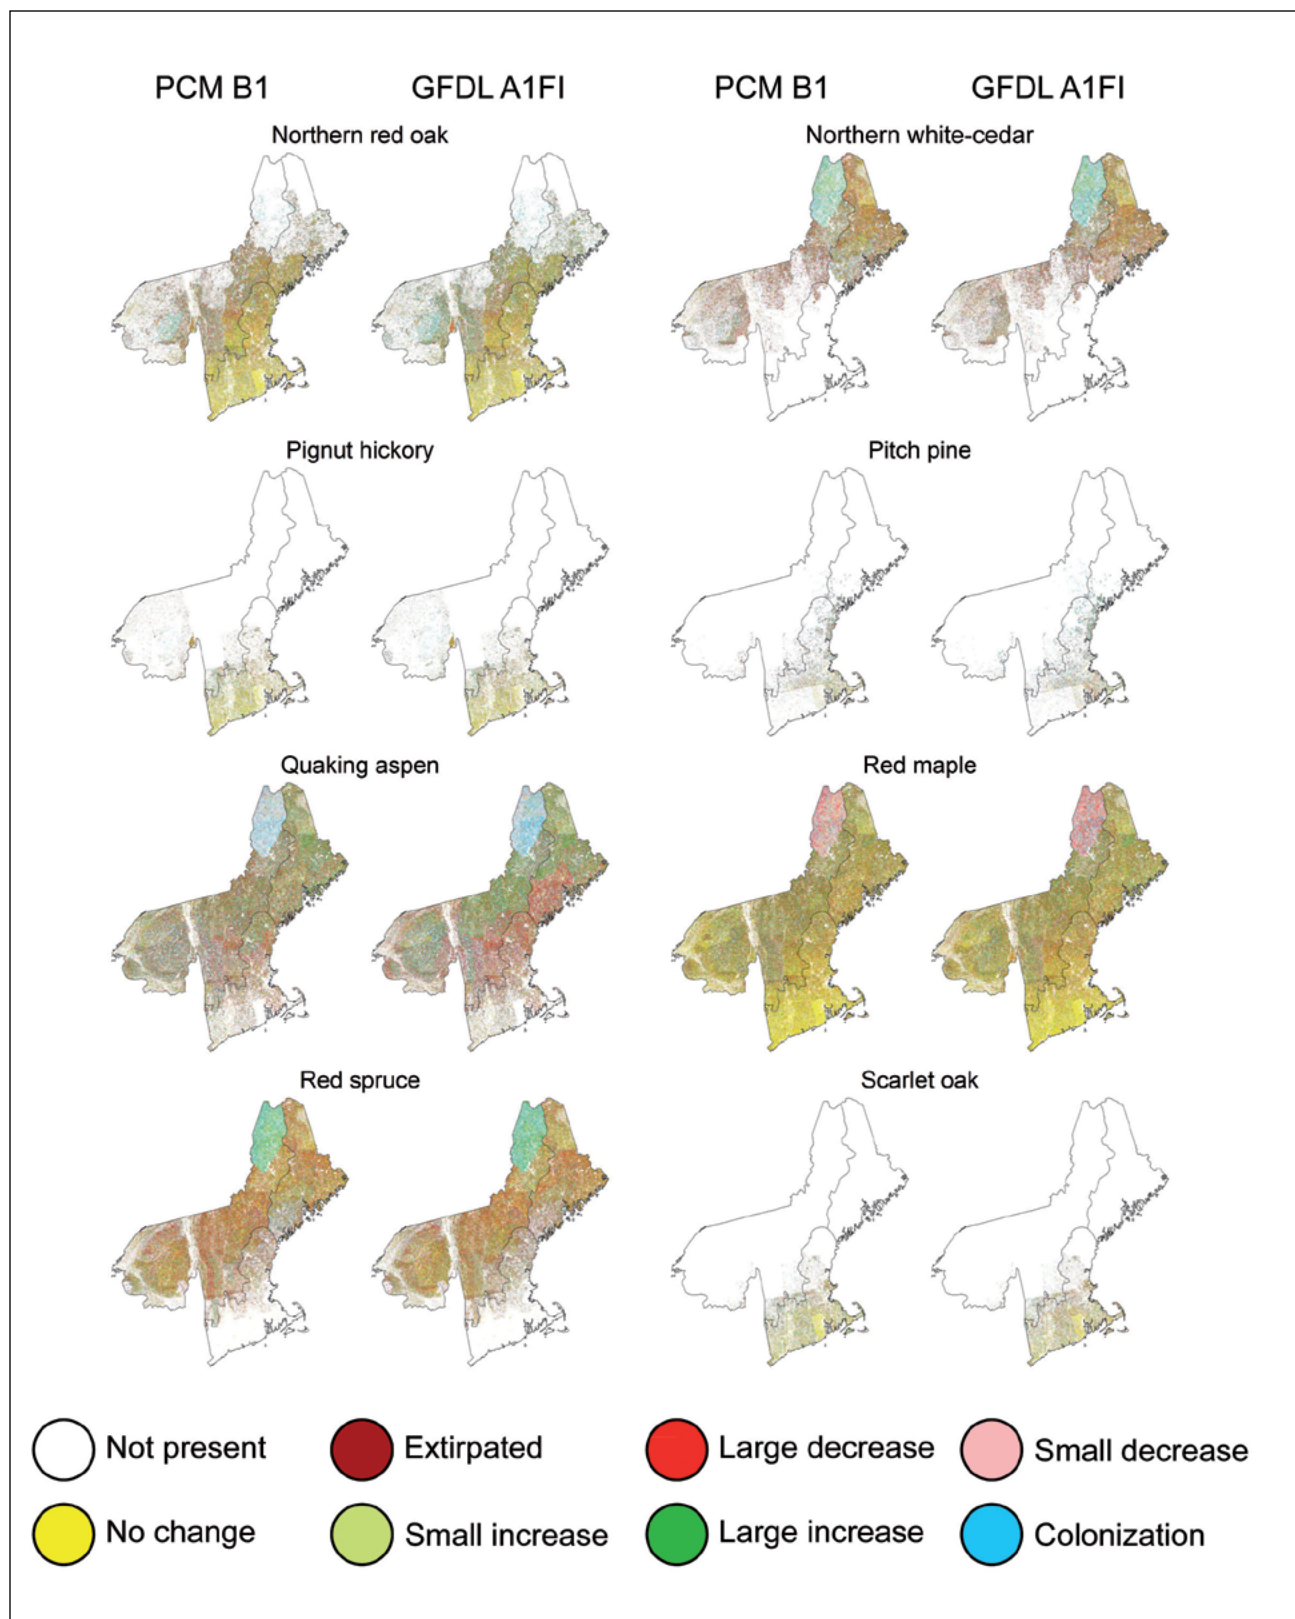 PCM B1 GFDL A1FI PCM B1 GFDL A1FI
Northern red oak Northern white-cedar
Pignut hickory Pitch pine
Quaking aspen Red maple
Red spruce Scarlet oak
Not present Extirpated Large decrease Small decrease
No change Small increase Large increase Colonization